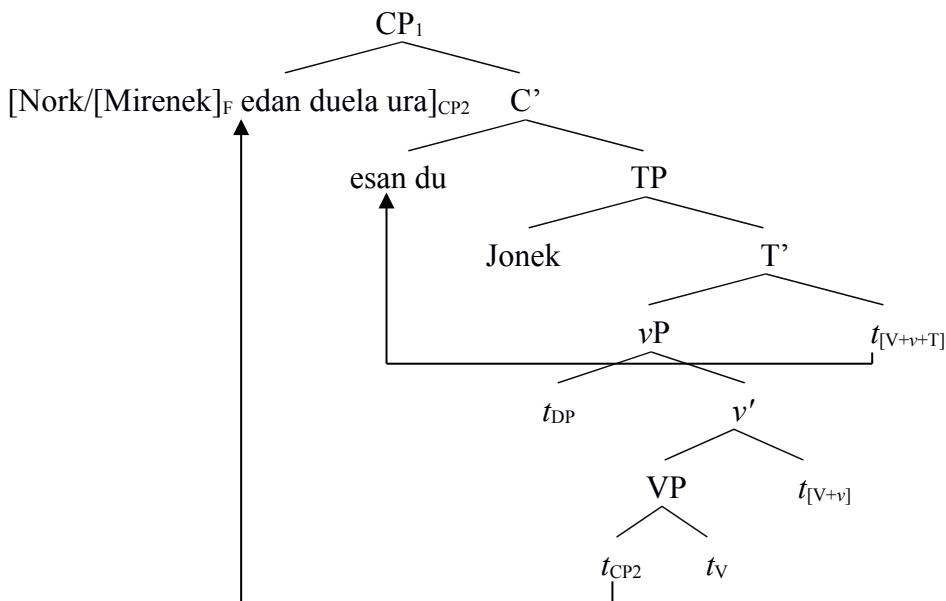 CP₁
[Nork/[Mirenek]F edan duela ura]CP2 C’
esan du TP
Jonek T’
vP t[V+v+T]
tDP v′
VP t[V+v]
tCP2 tV